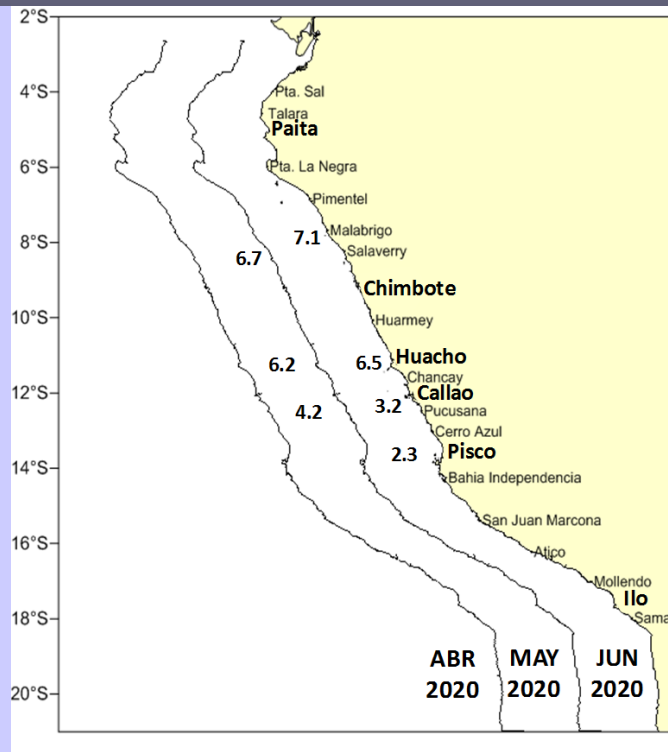 2°S
4°S
Pta. Sal
Talara
Paita
6°S
Pta. La Negra
Pimentel
7.1
Malabrigo
8°S
Salaverry
6.7
Chimbote
10°S
Huarmey
6.2
6.5
Huacho
Chancay
12°S
Callao
4.2
3.2
Pucusana
Cerro Azul
2.3
Pisco
14°S
Bahia Independencia
San Juan Marcona
16°S
Atico
Mollendo
Ilo
18°S
Sama
ABR MAY JUN
2020 2020 2020
20°S